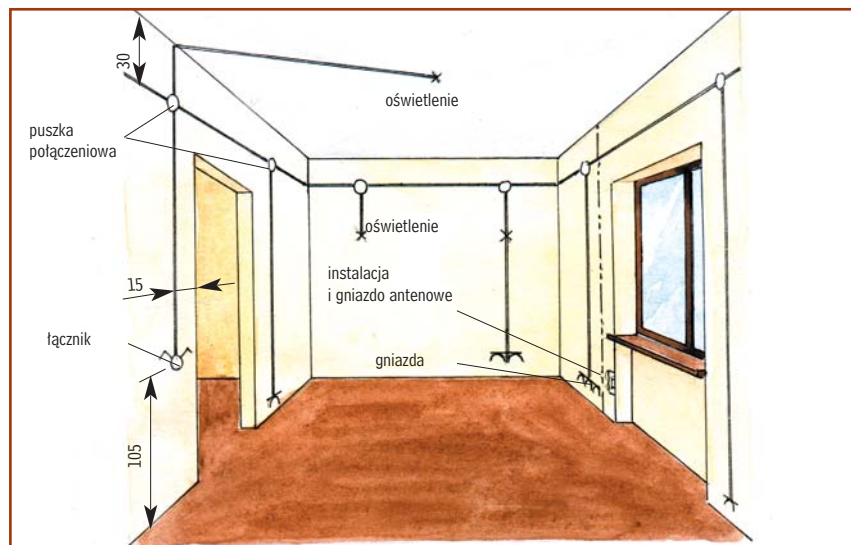 30
oświetlenie
puszka
połączeniowa
oświetlenie
instalacja
i gniazdo antenowe
15
łącznik
gniazda
105